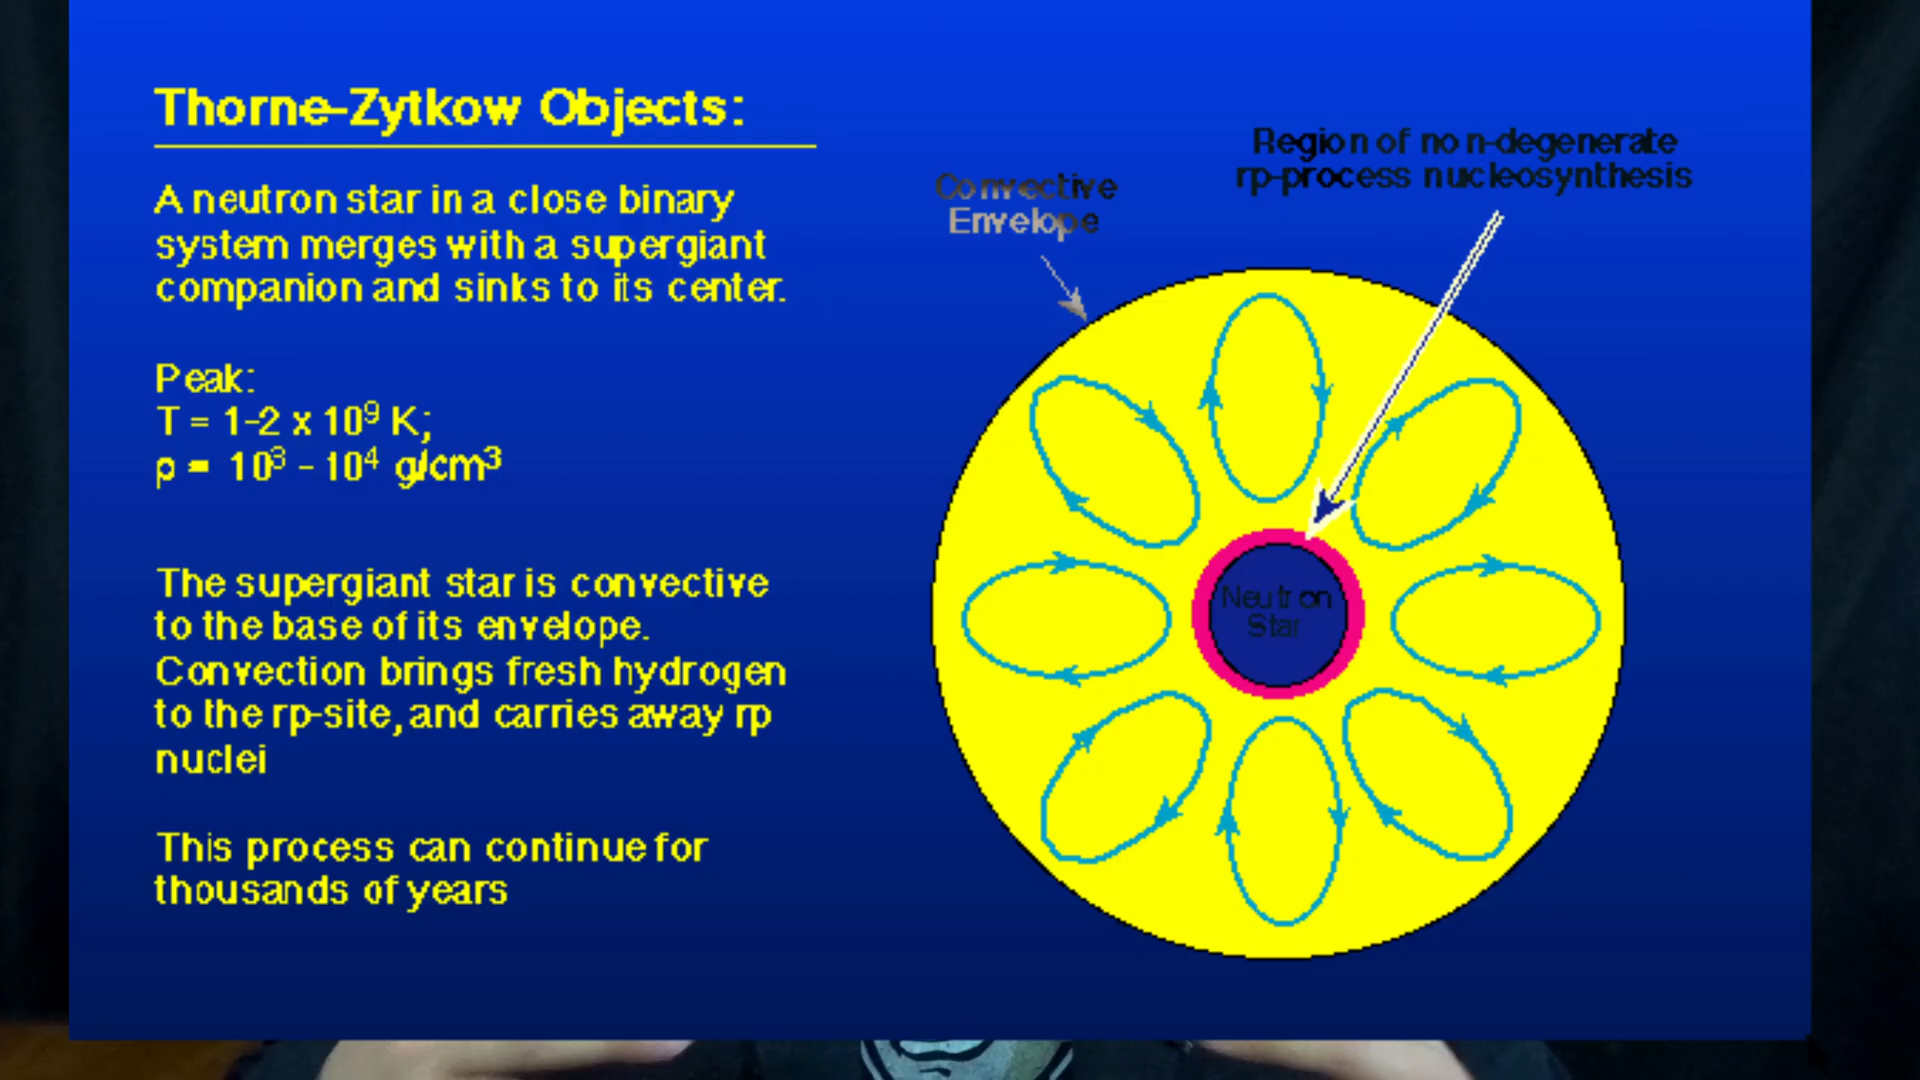 Thorne-Zytkow Objects:
A neutron star in a close binary
system merges with a supergiant
companion and sinks to its center.
Peak:
T = 1-2 x 10⁹ K;
ρ = 10³ - 10⁴ g/cm³
The supergiant star is convective
to the base of its envelope.
Convection brings fresh hydrogen
to the rp-site, and carries away rp
nuclei
This process can continue for
thousands of years
Convective
Envelope
Region of non-degenerate
rp-process nucleosynthesis
Neutron
Star